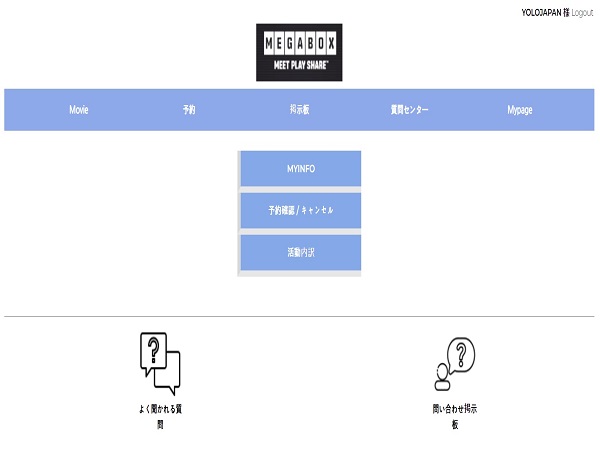 YOLOJAPAN 様 Logout
MEGABOX
MEET PLAY SHARE™
Movie 予約 掲示板 質問センター Mypage
MYINFO
予約確認 / キャンセル
活動内訳
よく聞かれる質
問
問い合わせ掲示
板